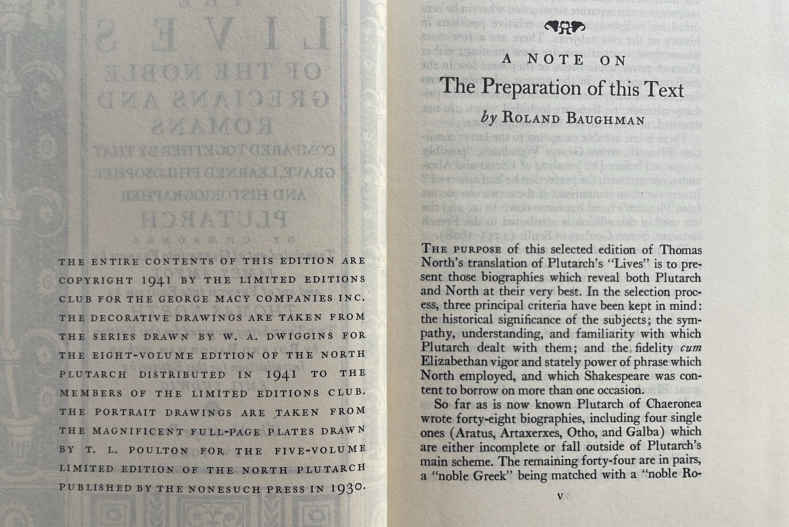 THE ENTIRE CONTENTS OF THIS EDITION ARE
COPYRIGHT 1941 BY THE LIMITED EDITIONS
CLUB FOR THE GEORGE MACY COMPANIES INC.
THE DECORATIVE DRAWINGS ARE TAKEN FROM
THE SERIES DRAWN BY W. A. DWIGGINS FOR
THE EIGHT-VOLUME EDITION OF THE NORTH
PLUTARCH DISTRIBUTED IN 1941 TO THE
MEMBERS OF THE LIMITED EDITIONS CLUB.
THE PORTRAIT DRAWINGS ARE TAKEN FROM
THE MAGNIFICENT FULL-PAGE PLATES DRAWN
BY T. L. POULTON FOR THE FIVE-VOLUME
LIMITED EDITION OF THE NORTH PLUTARCH
PUBLISHED BY THE NONESUCH PRESS IN 1930.
A NOTE ON
The Preparation of this Text
by ROLAND BAUGHMAN
THE PURPOSE of this selected edition of Thomas
North's translation of Plutarch's "Lives" is to pre-
sent those biographies which reveal both Plutarch
and North at their very best. In the selection proc-
ess, three principal criteria have been kept in mind:
the historical significance of the subjects; the sym-
pathy, understanding, and familiarity with which
Plutarch dealt with them; and the fidelity cum
Elizabethan vigor and stately power of phrase which
North employed, and which Shakespeare was con-
tent to borrow on more than one occasion.
So far as is now known Plutarch of Chaeronea
wrote forty-eight biographies, including four single
ones (Aratus, Artaxerxes, Otho, and Galba) which
are either incomplete or fall outside of Plutarch's
main scheme. The remaining forty-four are in pairs,
a "noble Greek" being matched with a "noble Ro-
v